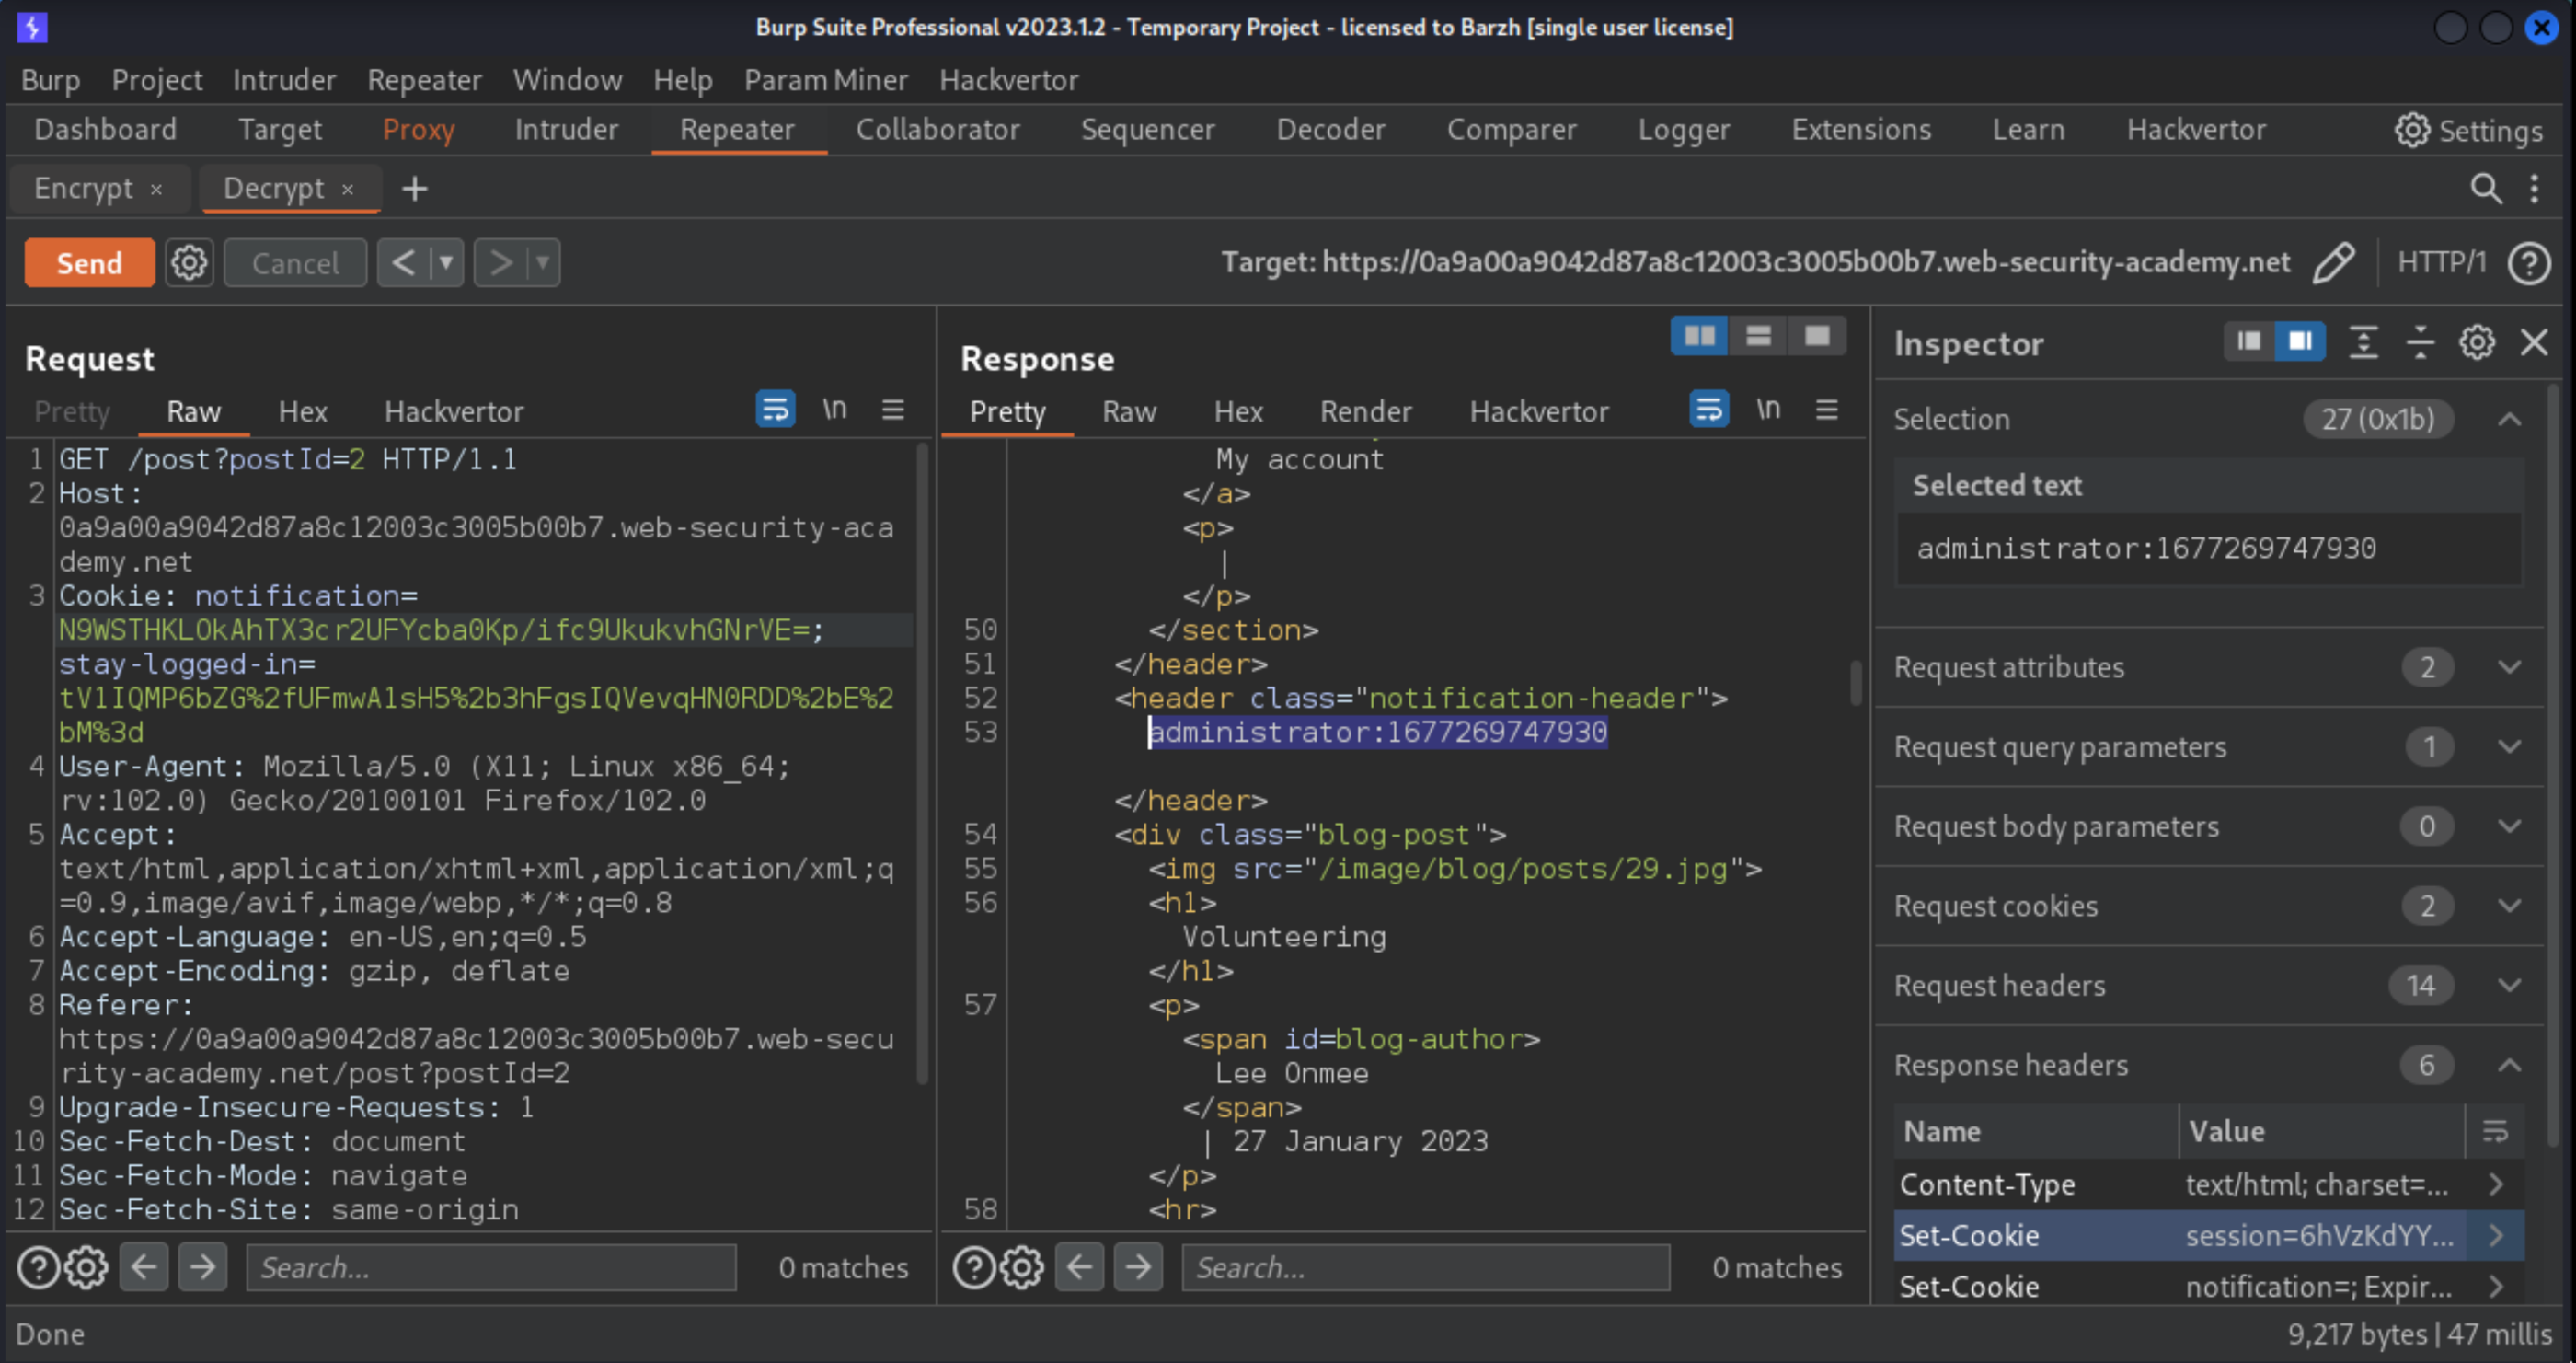 Burp Suite Professional v2023.1.2 - Temporary Project - licensed to Barzh [single user license]
Burp Project Intruder Repeater Window Help Param Miner Hackvertor
Dashboard Target Proxy Intruder Repeater Collaborator Sequencer Decoder Comparer Logger Extensions Learn Hackvertor Settings
Encrypt × Decrypt × +
Send Cancel < > Target: https://0a9a00a9042d87a8c12003c3005b00b7.web-security-academy.net HTTP/1 ?
Request
Pretty Raw Hex Hackvertor \n
1 GET /post?postId=2 HTTP/1.1
2 Host:
0a9a00a9042d87a8c12003c3005b00b7.web-security-aca
demy.net
3 Cookie: notification=
N9WSTHKLOkAhTX3cr2UFYcba0Kp/ifc9UkukvhGNrVE=;
stay-logged-in=
tV1IQMP6bZG%2fUFmwA1sH5%2b3hFgsIQVevqHN0RDD%2bE%2
bM%3d
4 User-Agent: Mozilla/5.0 (X11; Linux x86_64;
rv:102.0) Gecko/20100101 Firefox/102.0
5 Accept:
text/html,application/xhtml+xml,application/xml;q
=0.9,image/avif,image/webp,*/*;q=0.8
6 Accept-Language: en-US,en;q=0.5
7 Accept-Encoding: gzip, deflate
8 Referer:
https://0a9a00a9042d87a8c12003c3005b00b7.web-secu
rity-academy.net/post?postId=2
9 Upgrade-Insecure-Requests: 1
10 Sec-Fetch-Dest: document
11 Sec-Fetch-Mode: navigate
12 Sec-Fetch-Site: same-origin
? Search... 0 matches
Response
Pretty Raw Hex Render Hackvertor \n
My account
</a>
<p>
|
</p>
50 </section>
51 </header>
52 <header class="notification-header">
53 administrator:1677269747930
</header>
54 <div class="blog-post">
55 <img src="/image/blog/posts/29.jpg">
56 <h1>
Volunteering
</h1>
57 <p>
<span id=blog-author>
Lee Onmee
</span>
| 27 January 2023
</p>
58 <hr>
? Search... 0 matches
Inspector
Selection 27 (0x1b)
Selected text
administrator:1677269747930
Request attributes 2
Request query parameters 1
Request body parameters 0
Request cookies 2
Request headers 14
Response headers 6
Name Value
Content-Type text/html; charset=... >
Set-Cookie session=6hVzKdYY... >
Set-Cookie notification=; Expir... >
Done 9,217 bytes | 47 millis